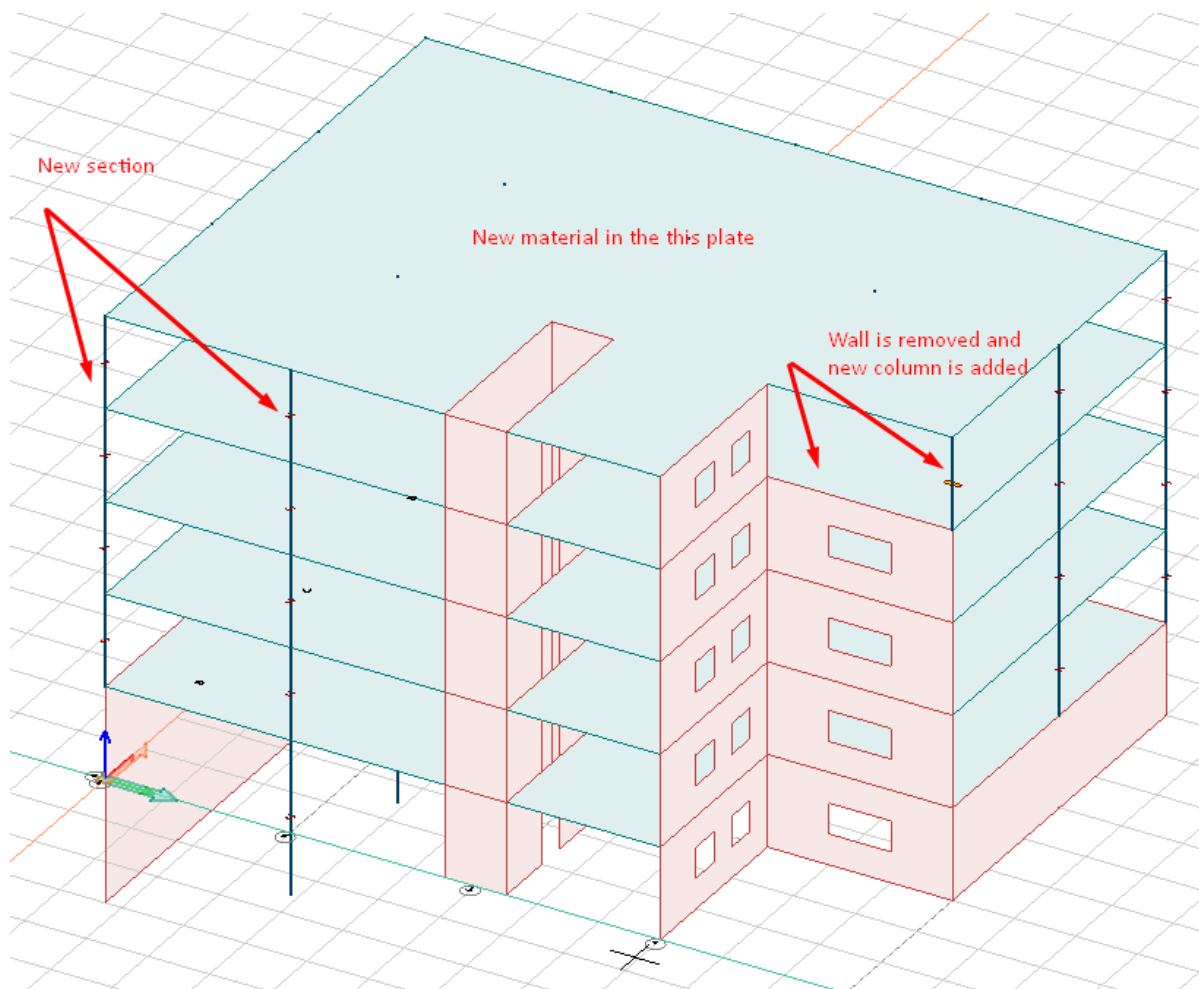 New section
New material in the this plate
Wall is removed and
new column is added